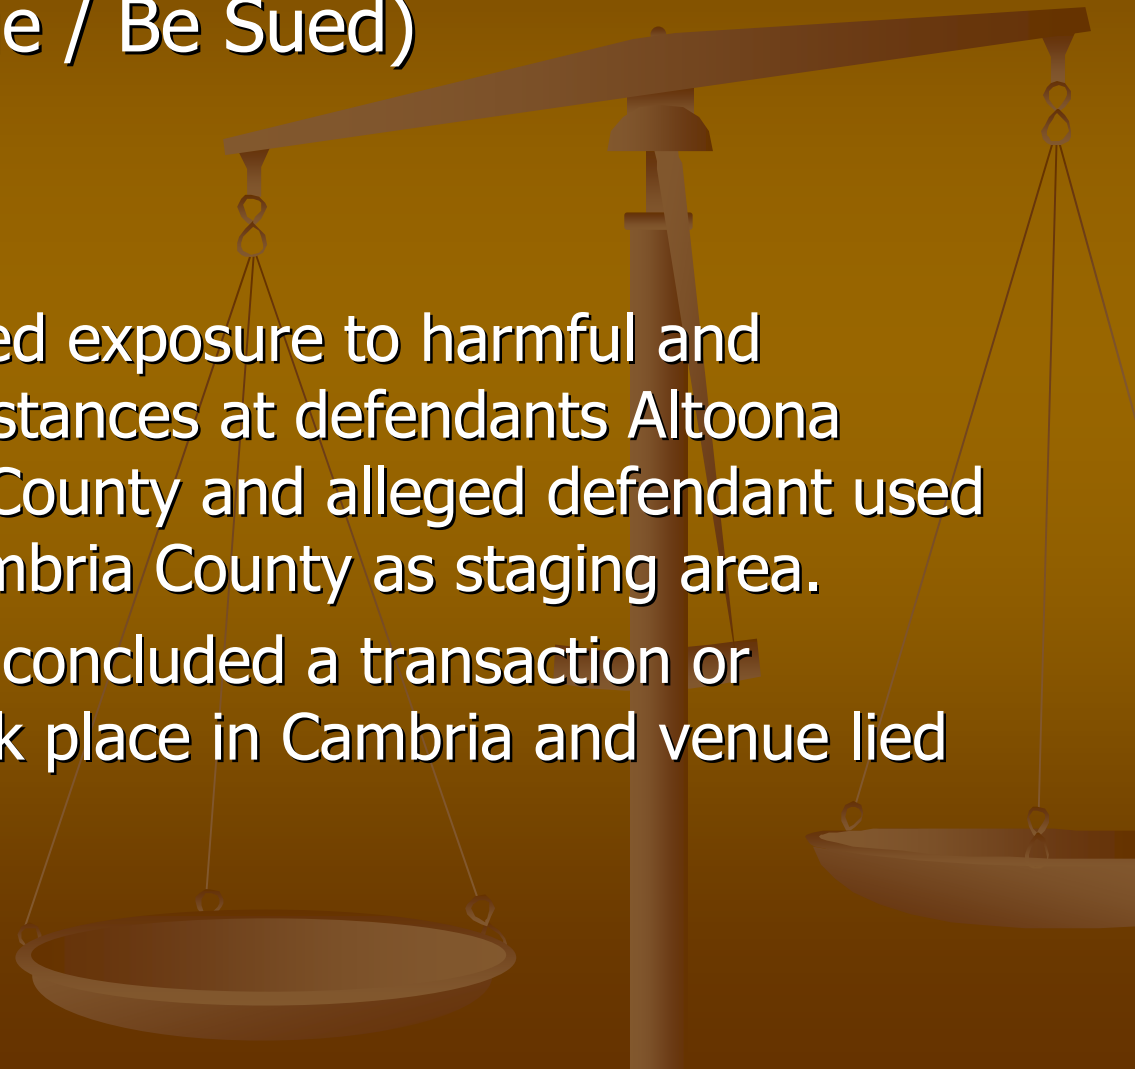 e / Be Sued)
ed exposure to harmful and
stances at defendants Altoona
County and alleged defendant used
mbria County as staging area.
concluded a transaction or
k place in Cambria and venue lied